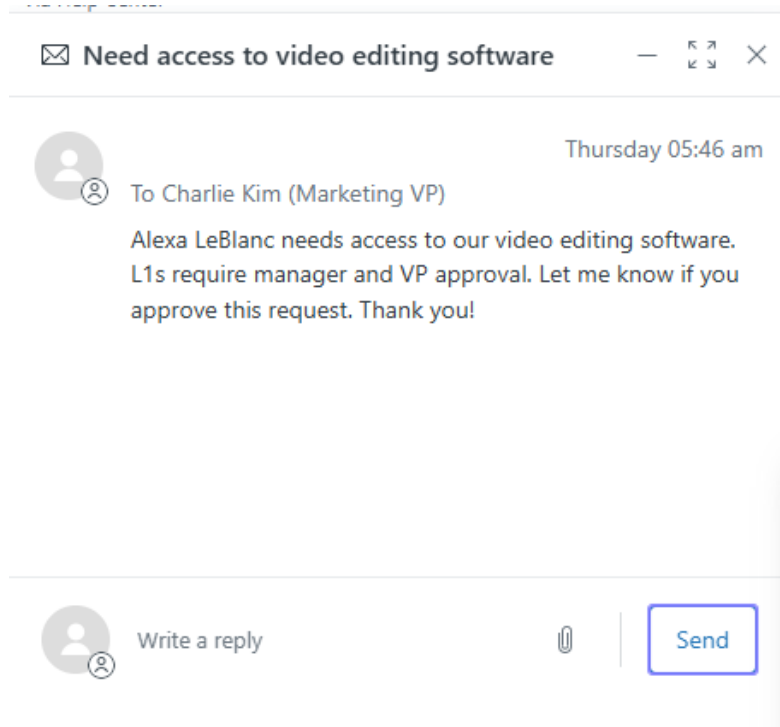 Need access to video editing software
Thursday 05:46 am
To Charlie Kim (Marketing VP)
Alexa LeBlanc needs access to our video editing software.
L1s require manager and VP approval. Let me know if you
approve this request. Thank you!
Write a reply
Send